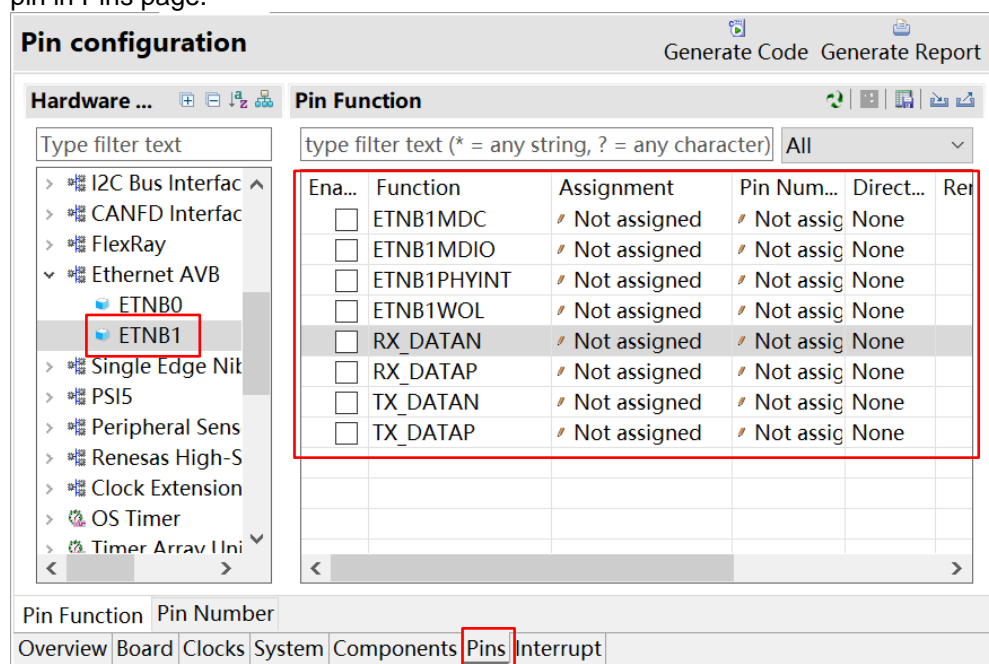 pin in Pins page.
Pin configuration
Generate Code Generate Report
Hardware ...
Pin Function
Type filter text
type filter text (* = any string, ? = any character) All
I2C Bus Interfac
CANFD Interfac
FlexRay
Ethernet AVB
ETNB0
ETNB1
Single Edge Nib
PSI5
Peripheral Sens
Renesas High-S
Clock Extension
OS Timer
Timer Array Uni
Ena... Function Assignment Pin Num... Direct... Rem
ETNB1MDC Not assigned Not assig None
ETNB1MDIO Not assigned Not assig None
ETNB1PHYINT Not assigned Not assig None
ETNB1WOL Not assigned Not assig None
RX_DATAN Not assigned Not assig None
RX_DATAP Not assigned Not assig None
TX_DATAN Not assigned Not assig None
TX_DATAP Not assigned Not assig None
Pin Function Pin Number
Overview Board Clocks System Components Pins Interrupt